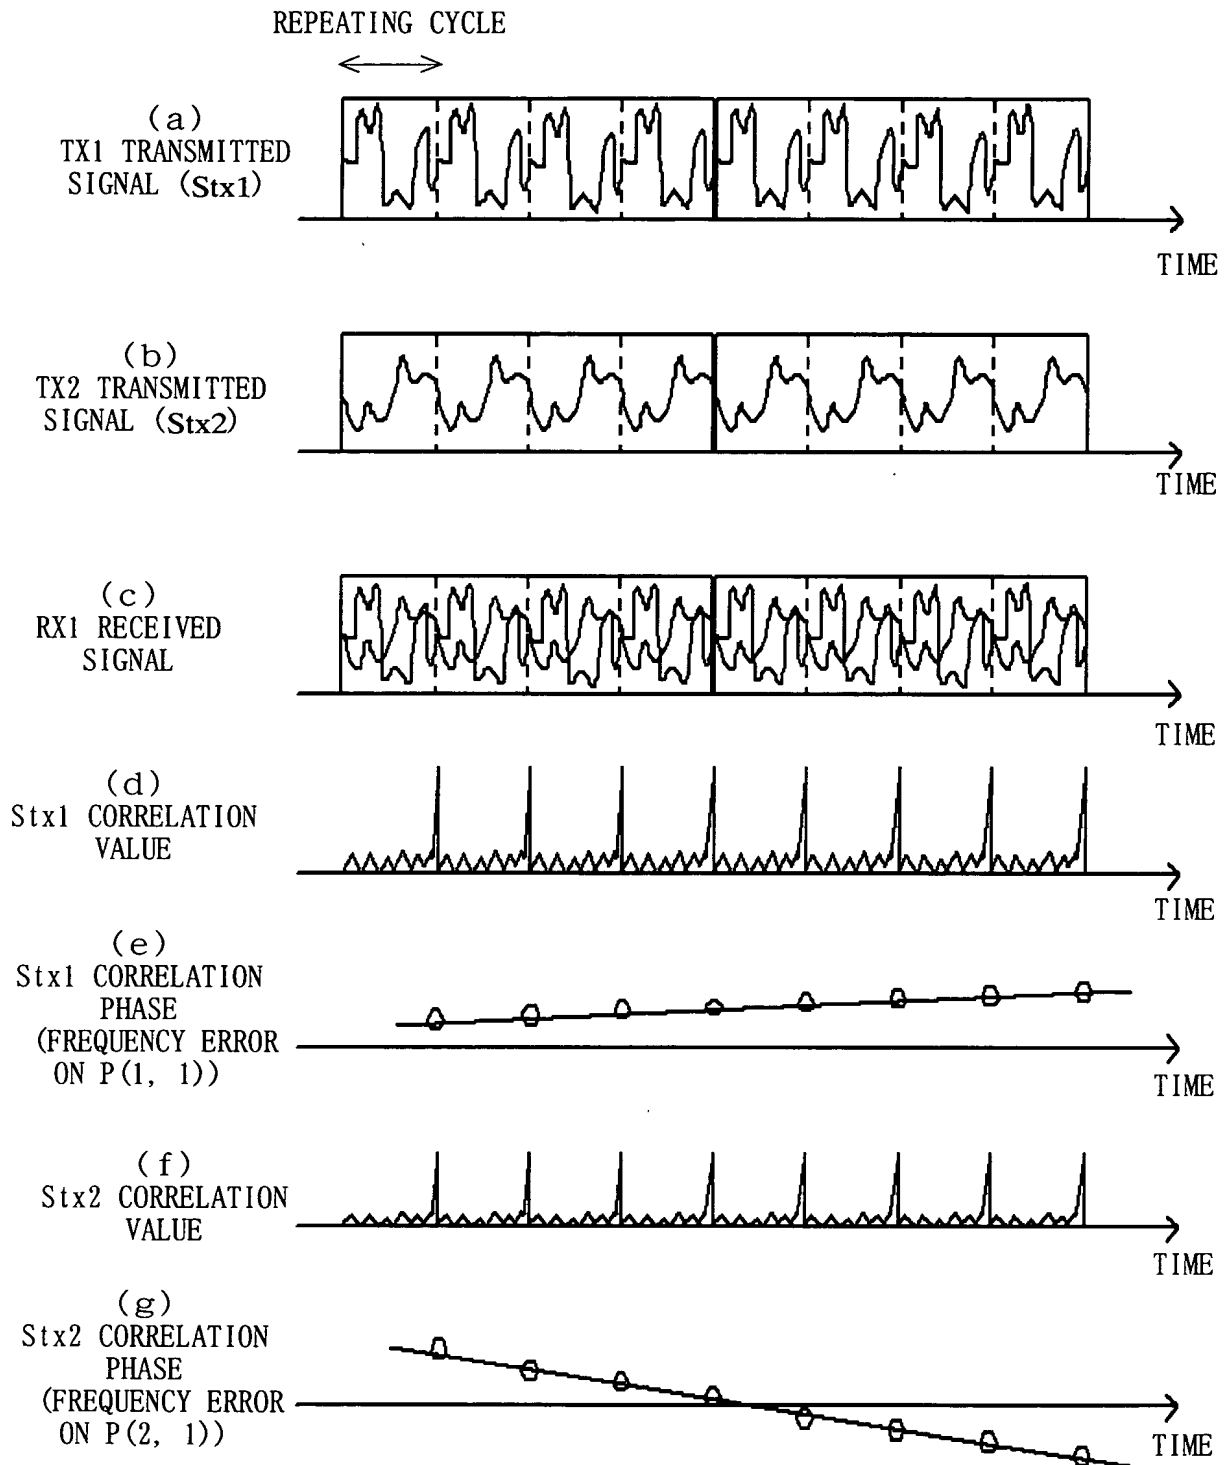 REPEATING CYCLE
(a)
TX1 TRANSMITTED
SIGNAL (Stx1)
TIME
(b)
TX2 TRANSMITTED
SIGNAL (Stx2)
TIME
(c)
RX1 RECEIVED
SIGNAL
TIME
(d)
Stx1 CORRELATION
VALUE
TIME
(e)
Stx1 CORRELATION
PHASE
(FREQUENCY ERROR
ON P(1, 1))
TIME
(f)
Stx2 CORRELATION
VALUE
TIME
(g)
Stx2 CORRELATION
PHASE
(FREQUENCY ERROR
ON P(2, 1))
TIME